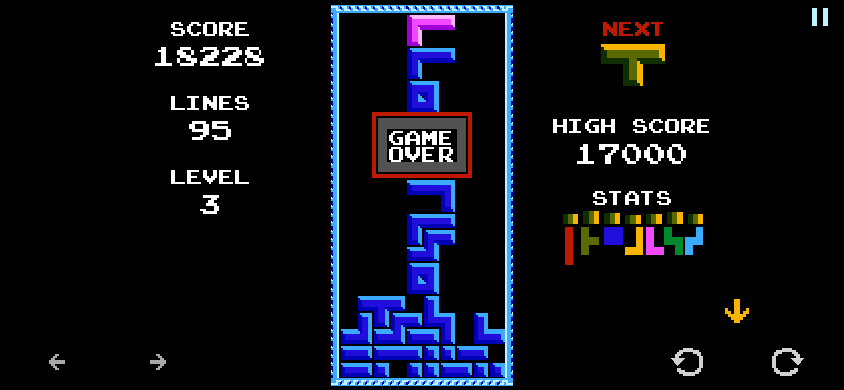 SCORE
18228
LINES
95
LEVEL
3
GAME
OVER
NEXT
HIGH SCORE
17000
STATS